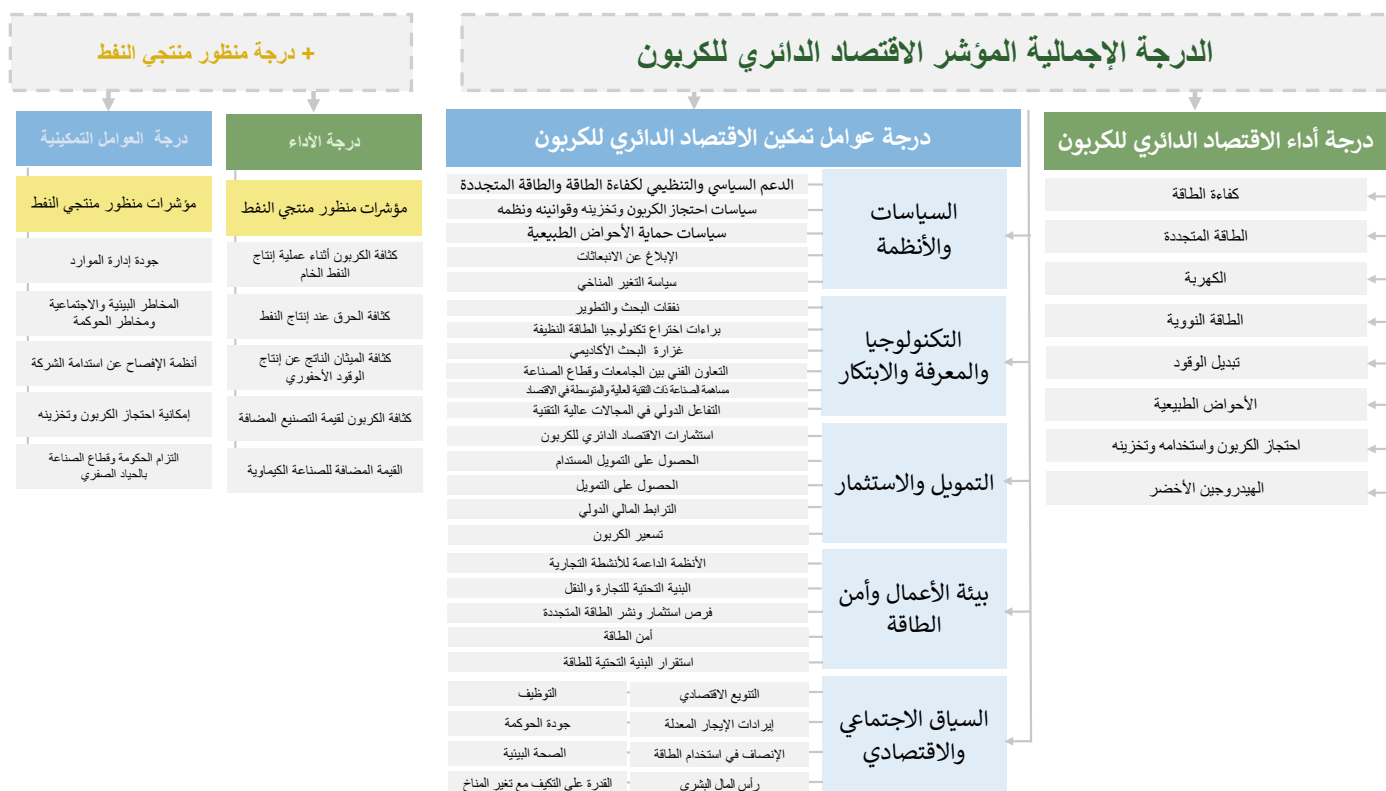 الدرجة الإجمالية المؤشر الاقتصاد الدائري للكربون
درجة أداء الاقتصاد الدائري للكربون
كفاءة الطاقة
الطاقة المتجددة
الكهربة
الطاقة النووية
تبديل الوقود
الأحواض الطبيعية
احتجاز الكربون واستخدامه وتخزينه
الهيدروجين الأخضر
درجة عوامل تمكين الاقتصاد الدائري للكربون
السياسات
والأنظمة
الدعم السياسي والتنظيمي لكفاءة الطاقة والطاقة المتجددة
سياسات احتجاز الكربون وتخزينه وقوانينه ونظمه
سياسات حماية الأحواض الطبيعية
الإبلاغ عن الانبعاثات
سياسة التغير المناخي
التكنولوجيا
والمعرفة والابتكار
نفقات البحث والتطوير
براءات اختراع تكنولوجيا الطاقة النظيفة
غزارة البحث الأكاديمي
التعاون الفني بين الجامعات وقطاع الصناعة
مساهمة الصناعة ذات التقنية العالية والمتوسطة في الاقتصاد
التفاعل الدولي في المجالات عالية التقنية
التمويل والاستثمار
استثمارات الاقتصاد الدائري للكربون
الحصول على التمويل المستدام
الحصول على التمويل
الترابط المالي الدولي
تسعير الكربون
بيئة الأعمال وأمن
الطاقة
الأنظمة الداعمة للأنشطة التجارية
البنية التحتية للتجارة والنقل
فرص استثمار ونشر الطاقة المتجددة
أمن الطاقة
استقرار البنية التحتية للطاقة
السياق الاجتماعي
والاقتصادي
التنويع الاقتصادي
التوظيف
إيرادات الإيجار المعدلة
جودة الحوكمة
الإنصاف في استخدام الطاقة
الصحة البيئية
رأس المال البشري
القدرة على التكيف مع تغير المناخ
+ درجة منظور منتجي النفط
درجة الأداء
مؤشرات منظور منتجي النفط
كثافة الكربون أثناء عملية إنتاج
النفط الخام
كثافة الحرق عند إنتاج النفط
كثافة الميثان الناتج عن إنتاج
الوقود الأحفوري
كثافة الكربون لقيمة التصنيع المضافة
القيمة المضافة للصناعة الكيماوية
درجة العوامل التمكينية
مؤشرات منظور منتجي النفط
جودة إدارة الموارد
المخاطر البيئية والاجتماعية
ومخاطر الحوكمة
أنظمة الإفصاح عن استدامة الشركة
إمكانية احتجاز الكربون وتخزينه
التزام الحكومة وقطاع الصناعة
بالحياد الصفري